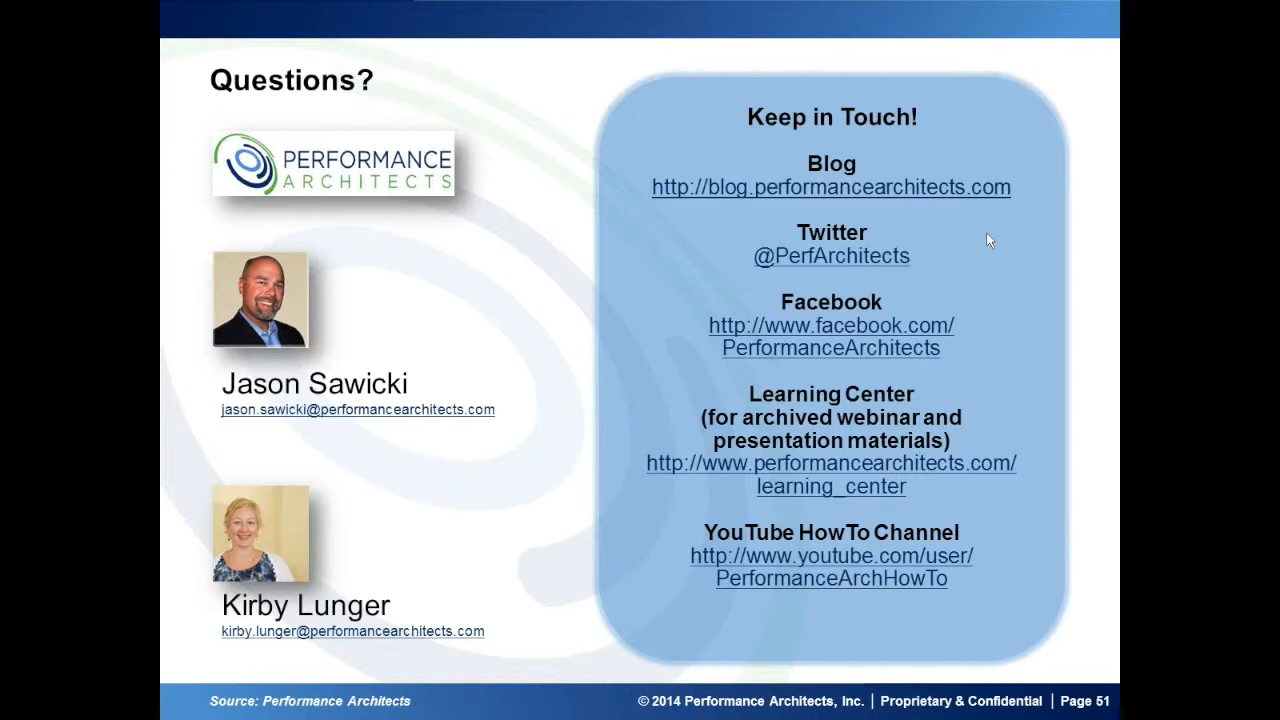 Questions?
PERFORMANCE
ARCHITECTS
Jason Sawicki
jason.sawicki@performancearchitects.com
Kirby Lunger
kirby.lunger@performancearchitects.com
Keep in Touch!
Blog
http://blog.performancearchitects.com
Twitter
@PerfArchitects
Facebook
http://www.facebook.com/
PerformanceArchitects
Learning Center
(for archived webinar and
presentation materials)
http://www.performancearchitects.com/
learning_center
YouTube HowTo Channel
http://www.youtube.com/user/
PerformanceArchHowTo
Source: Performance Architects
© 2014 Performance Architects, Inc. | Proprietary & Confidential | Page 51